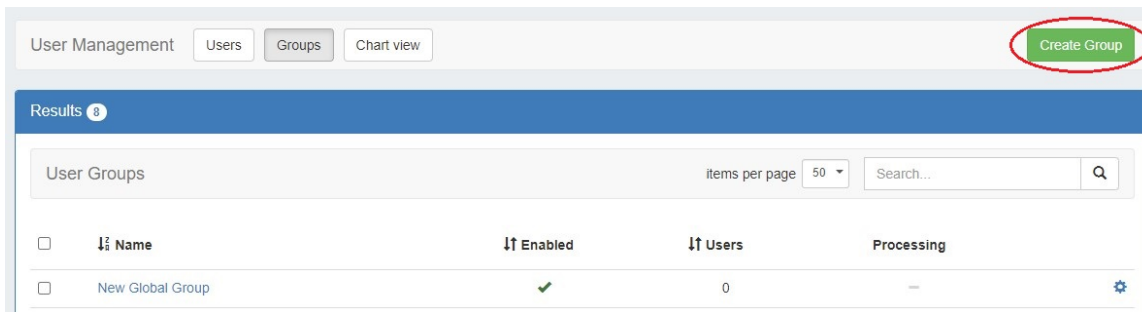 User Management Users Groups Chart view Create Group
Results 8
User Groups items per page 50 Search...
Name Enabled Users Processing
New Global Group 0